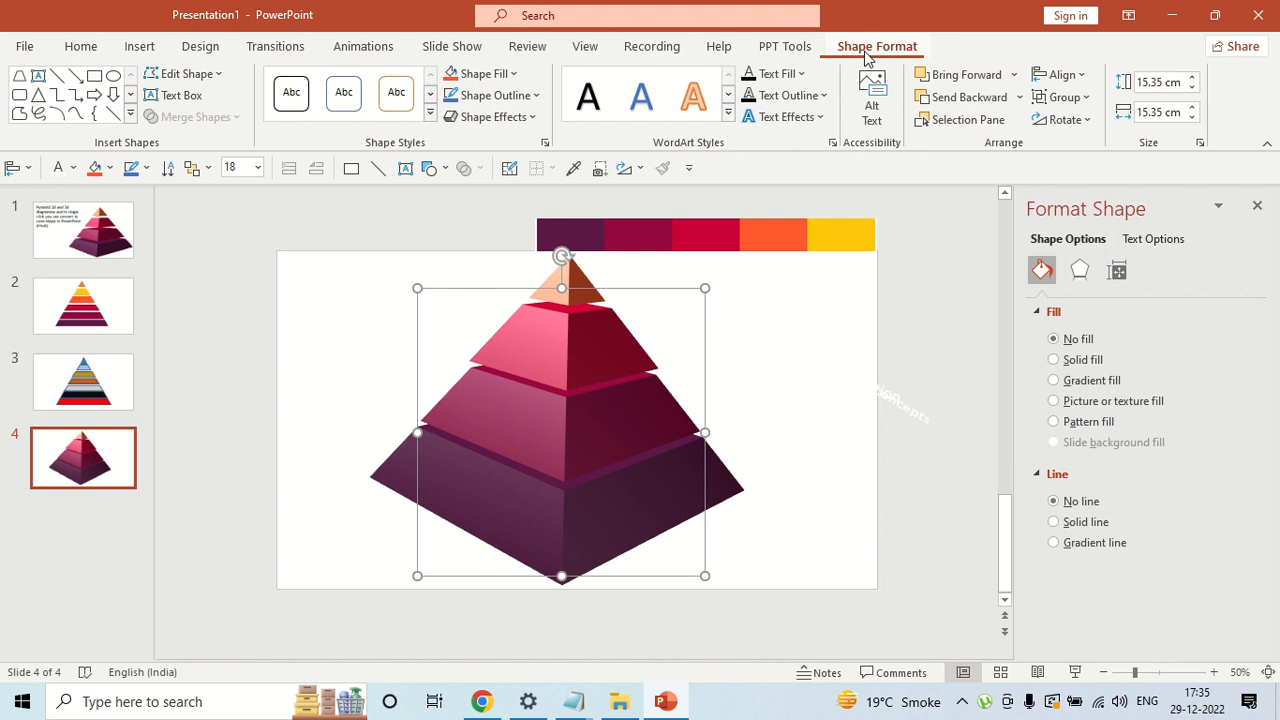 Presentation1 - PowerPoint
Search
Sign in
File Home Insert Design Transitions Animations Slide Show Review View Recording Help PPT Tools Shape Format
Share
Edit Shape
Text Box
Merge Shapes
Insert Shapes
Abc Abc Abc
Shape Fill
Shape Outline
Shape Effects
Shape Styles
A A A
Text Fill
Text Outline
Text Effects
WordArt Styles
Alt
Text
Accessibility
Bring Forward
Send Backward
Selection Pane
Align
Group
Rotate
Arrange
15.35 cm
15.35 cm
Size
18
1
2
3
4
Format Shape
Shape Options Text Options
Fill
No fill
Solid fill
Gradient fill
Picture or texture fill
Pattern fill
Slide background fill
Line
No line
Solid line
Gradient line
Slide 4 of 4
English (India)
Notes
Comments
50%
Type here to search
19°C Smoke
ENG
17:35
29-12-2022